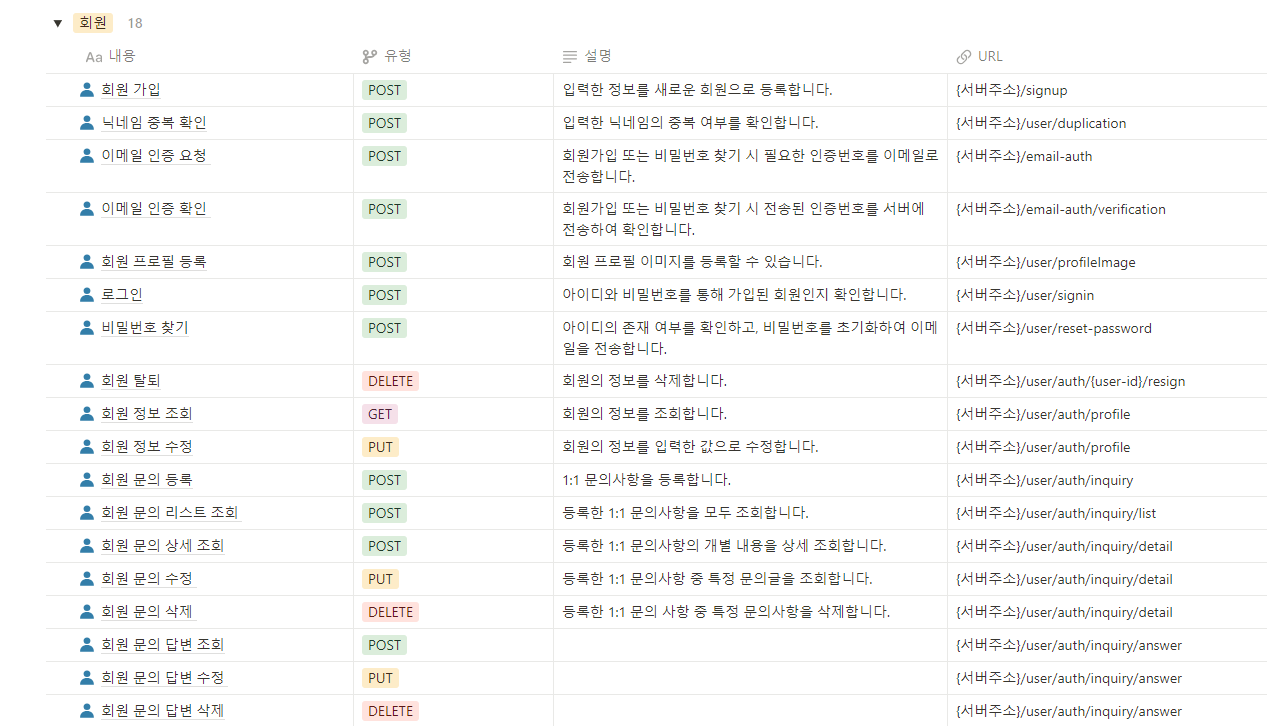 회원 18
내용 유형 설명 URL
회원 가입 POST 입력한 정보를 새로운 회원으로 등록합니다. {서버주소}/signup
닉네임 중복 확인 POST 입력한 닉네임의 중복 여부를 확인합니다. {서버주소}/user/duplication
이메일 인증 요청 POST 회원가입 또는 비밀번호 찾기 시 필요한 인증번호를 이메일로 {서버주소}/email-auth
전송합니다.
이메일 인증 확인 POST 회원가입 또는 비밀번호 찾기 시 전송된 인증번호를 서버에 {서버주소}/email-auth/verification
전송하여 확인합니다.
회원 프로필 등록 POST 회원 프로필 이미지를 등록할 수 있습니다. {서버주소}/user/profileImage
로그인 POST 아이디와 비밀번호를 통해 가입된 회원인지 확인합니다. {서버주소}/user/signin
비밀번호 찾기 POST 아이디의 존재 여부를 확인하고, 비밀번호를 초기화하여 이메 {서버주소}/user/reset-password
일을 전송합니다.
회원 탈퇴 DELETE 회원의 정보를 삭제합니다. {서버주소}/user/auth/{user-id}/resign
회원 정보 조회 GET 회원의 정보를 조회합니다. {서버주소}/user/auth/profile
회원 정보 수정 PUT 회원의 정보를 입력한 값으로 수정합니다. {서버주소}/user/auth/profile
회원 문의 등록 POST 1:1 문의사항을 등록합니다. {서버주소}/user/auth/inquiry
회원 문의 리스트 조회 POST 등록한 1:1 문의사항을 모두 조회합니다. {서버주소}/user/auth/inquiry/list
회원 문의 상세 조회 POST 등록한 1:1 문의사항의 개별 내용을 상세 조회합니다. {서버주소}/user/auth/inquiry/detail
회원 문의 수정 PUT 등록한 1:1 문의사항 중 특정 문의글을 조회합니다. {서버주소}/user/auth/inquiry/detail
회원 문의 삭제 DELETE 등록한 1:1 문의 사항 중 특정 문의사항을 삭제합니다. {서버주소}/user/auth/inquiry/detail
회원 문의 답변 조회 POST {서버주소}/user/auth/inquiry/answer
회원 문의 답변 수정 PUT {서버주소}/user/auth/inquiry/answer
회원 문의 답변 삭제 DELETE {서버주소}/user/auth/inquiry/answer